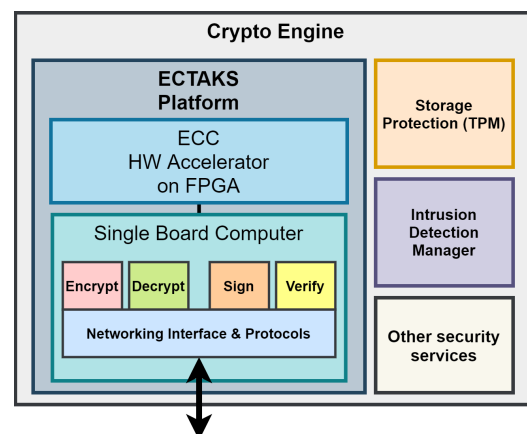 Crypto Engine
ECTAKS
Platform
ECC
HW Accelerator
on FPGA
Single Board Computer
Encrypt
Decrypt
Sign
Verify
Networking Interface & Protocols
Storage
Protection (TPM)
Intrusion
Detection
Manager
Other security
services